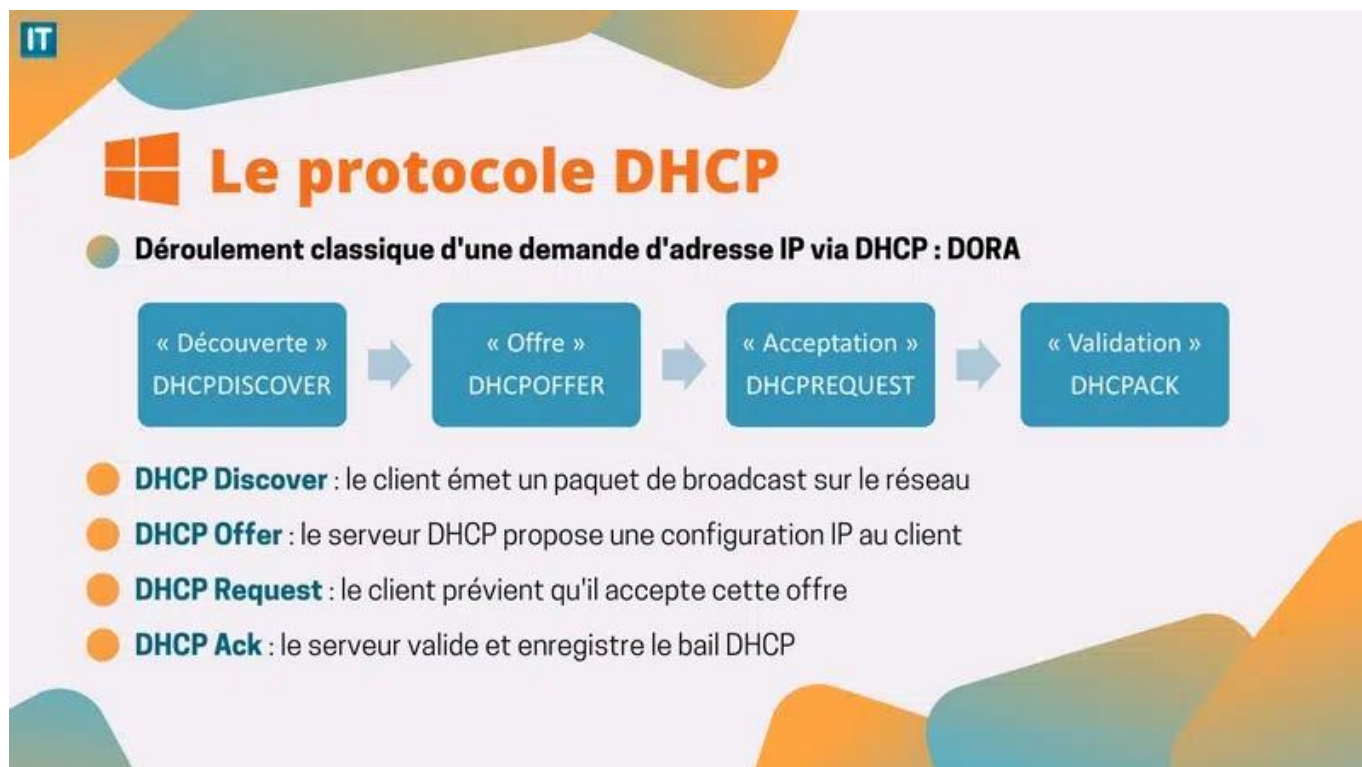 IT
Le protocole DHCP
Déroulement classique d'une demande d'adresse IP via DHCP : DORA
« Découverte »
DHCPDISCOVER
« Offre »
DHCPOFFER
« Acceptation »
DHCPREQUEST
« Validation »
DHCPACK
DHCP Discover : le client émet un paquet de broadcast sur le réseau
DHCP Offer : le serveur DHCP propose une configuration IP au client
DHCP Request : le client prévient qu'il accepte cette offre
DHCP Ack : le serveur valide et enregistre le bail DHCP